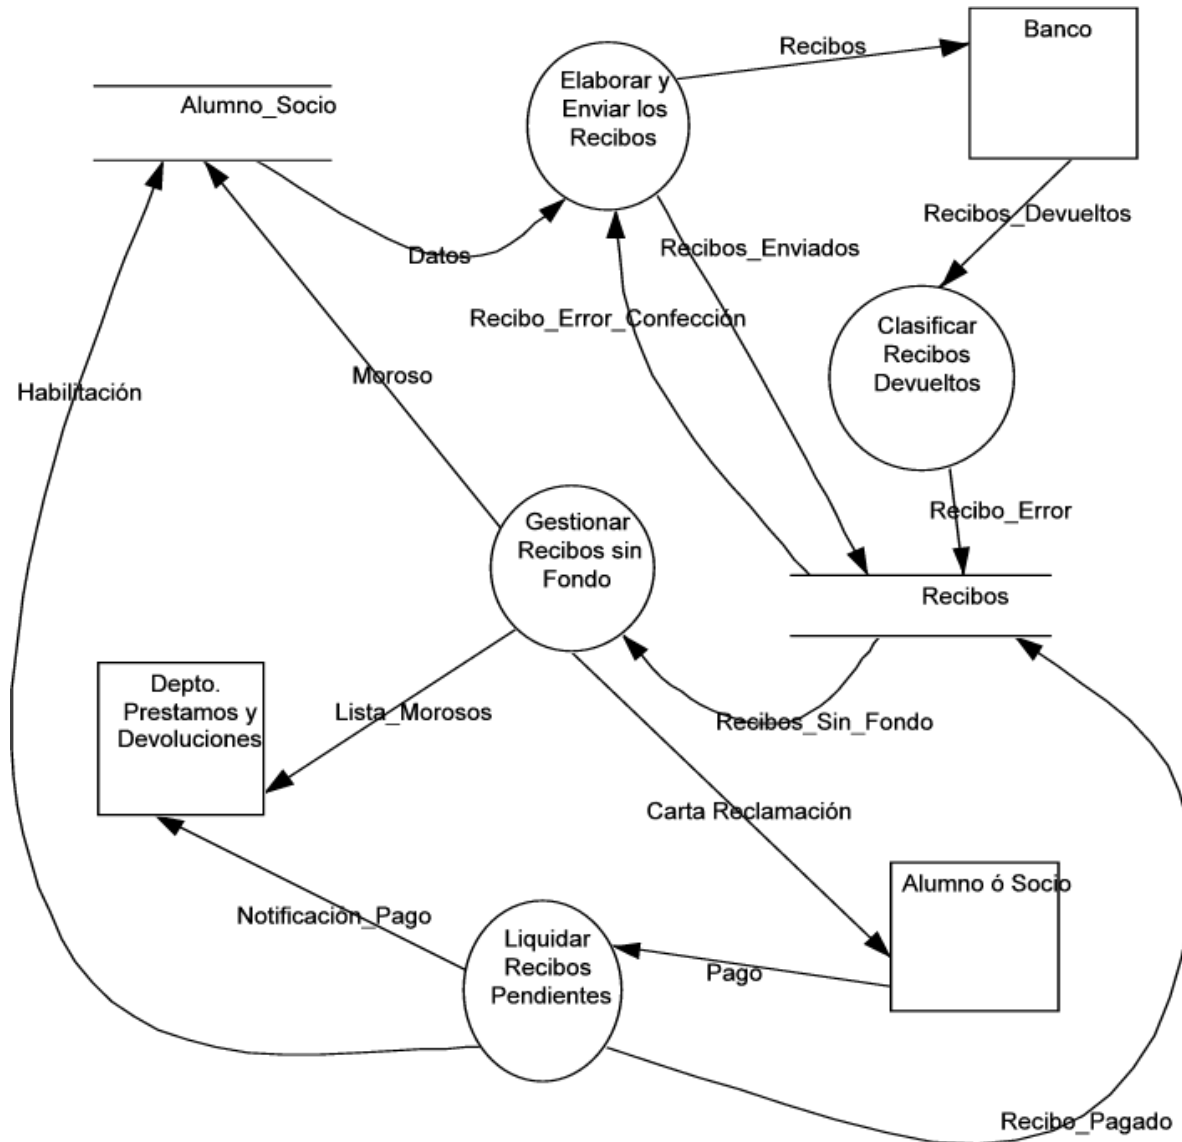 Banco
Recibos
Elaborar y
Enviar los
Recibos
Alumno_Socio
Recibos_Devueltos
Datos
Recibos_Enviados
Recibo_Error_Confección
Clasificar
Recibos
Devueltos
Moroso
Habilitación
Recibo_Error
Gestionar
Recibos sin
Fondo
Recibos
Depto.
Prestamos y
Devoluciones
Lista_Morosos
Recibos_Sin_Fondo
Carta Reclamación
Alumno ó Socio
Notificación_Pago
Liquidar
Recibos
Pendientes
Pago
Recibo_Pagado